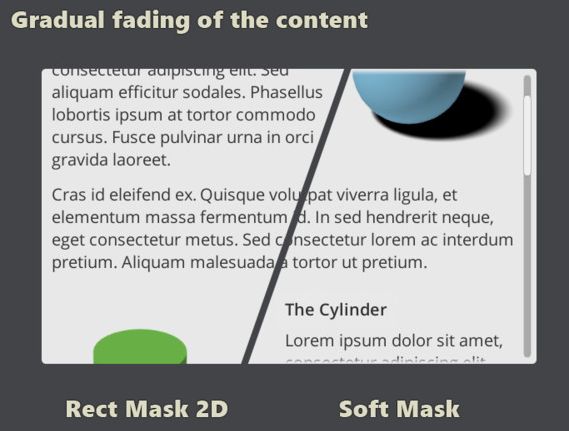 Gradual fading of the content
consectetur adipiscing elit. Sed
aliquam efficitur sodales. Phasellus
lobortis ipsum at tortor commodo
cursus. Fusce pulvinar urna in orci
gravida laoreet.
Cras id eleifend ex. Quisque volutpat viverra ligula, et
elementum massa fermentum id. In sed hendrerit neque,
eget consectetur metus. Sed consectetur lorem ac interdum
pretium. Aliquam malesuada a tortor ut pretium.
The Cylinder
Lorem ipsum dolor sit amet,
consectetur adipiscing elit
Rect Mask 2D
Soft Mask